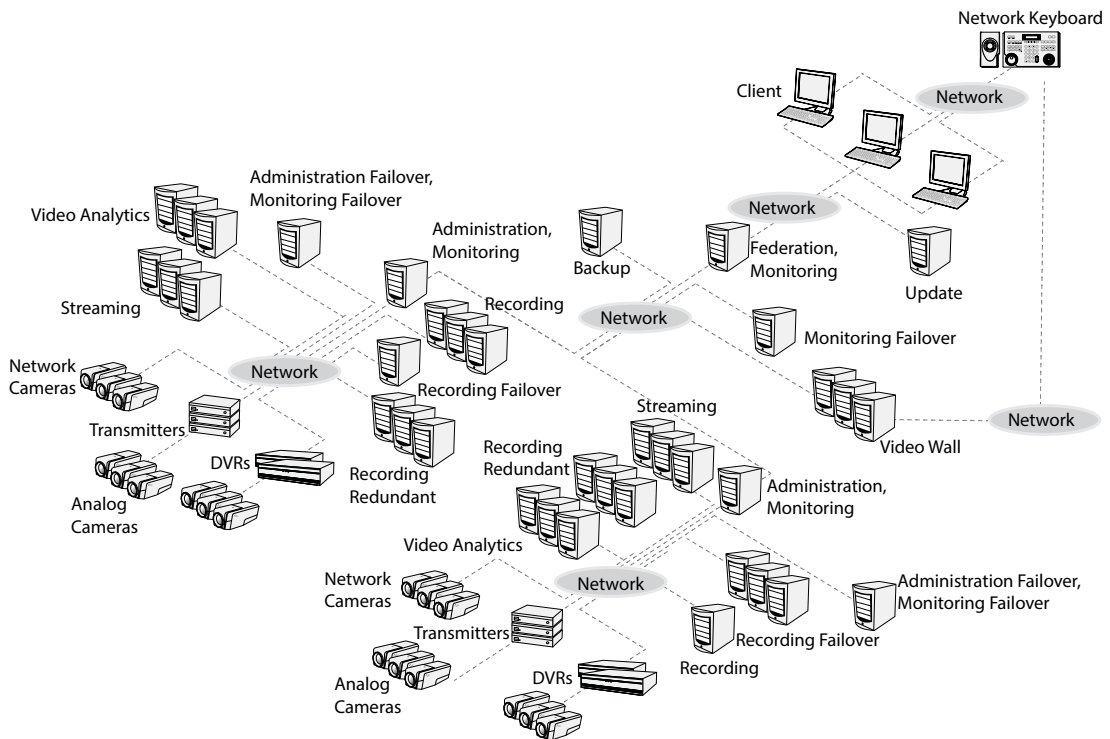 Network Keyboard
Client
Network
Administration Failover,
Monitoring Failover
Video Analytics
Administration,
Monitoring
Network
Federation,
Monitoring
Backup
Update
Streaming
Recording
Network
Monitoring Failover
Network
Cameras
Network
Recording Failover
Streaming
Network
Transmitters
Video Wall
DVRs
Recording
Redundant
Recording
Redundant
Analog
Cameras
Administration,
Monitoring
Video Analytics
Network
Cameras
Network
Administration Failover,
Monitoring Failover
Transmitters
Recording Failover
Recording
DVRs
Analog
Cameras